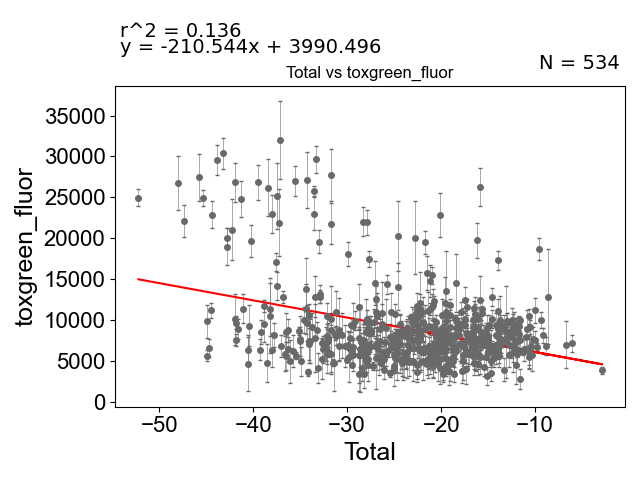 r^2 = 0.136
y = -210.544x + 3990.496
N = 534
Total vs toxgreen_fluor
35000
30000
25000
20000
15000
10000
5000
0
toxgreen_fluor
−50
−40
−30
−20
−10
Total